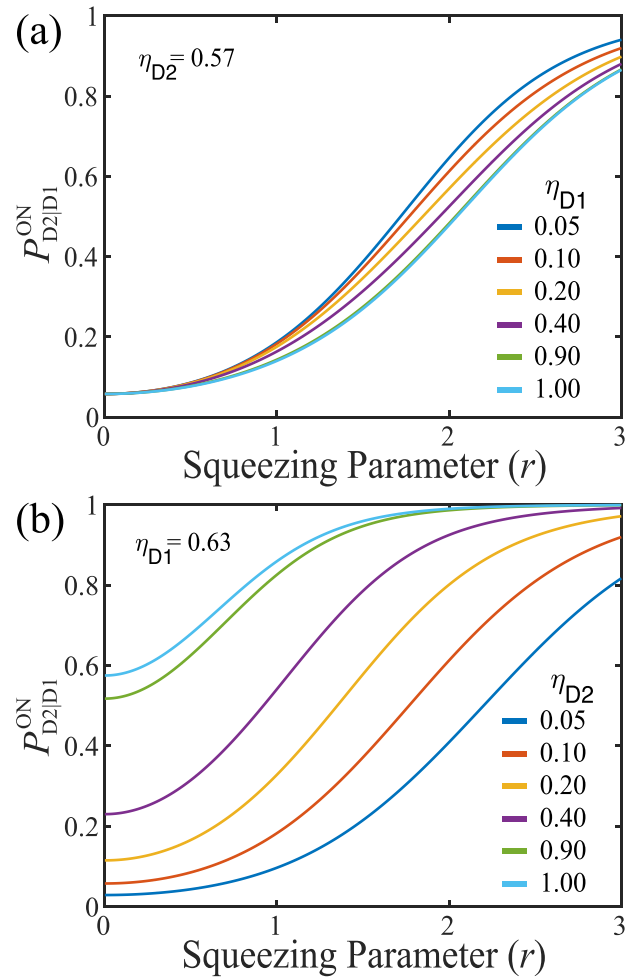 (a)
η_D2 = 0.57
P^ON_D2|D1
1
0.8
0.6
0.4
0.2
0
0 1 2 3
Squeezing Parameter (r)
η_D1
0.05
0.10
0.20
0.40
0.90
1.00
(b)
η_D1 = 0.63
P^ON_D2|D1
1
0.8
0.6
0.4
0.2
0
0 1 2 3
Squeezing Parameter (r)
η_D2
0.05
0.10
0.20
0.40
0.90
1.00